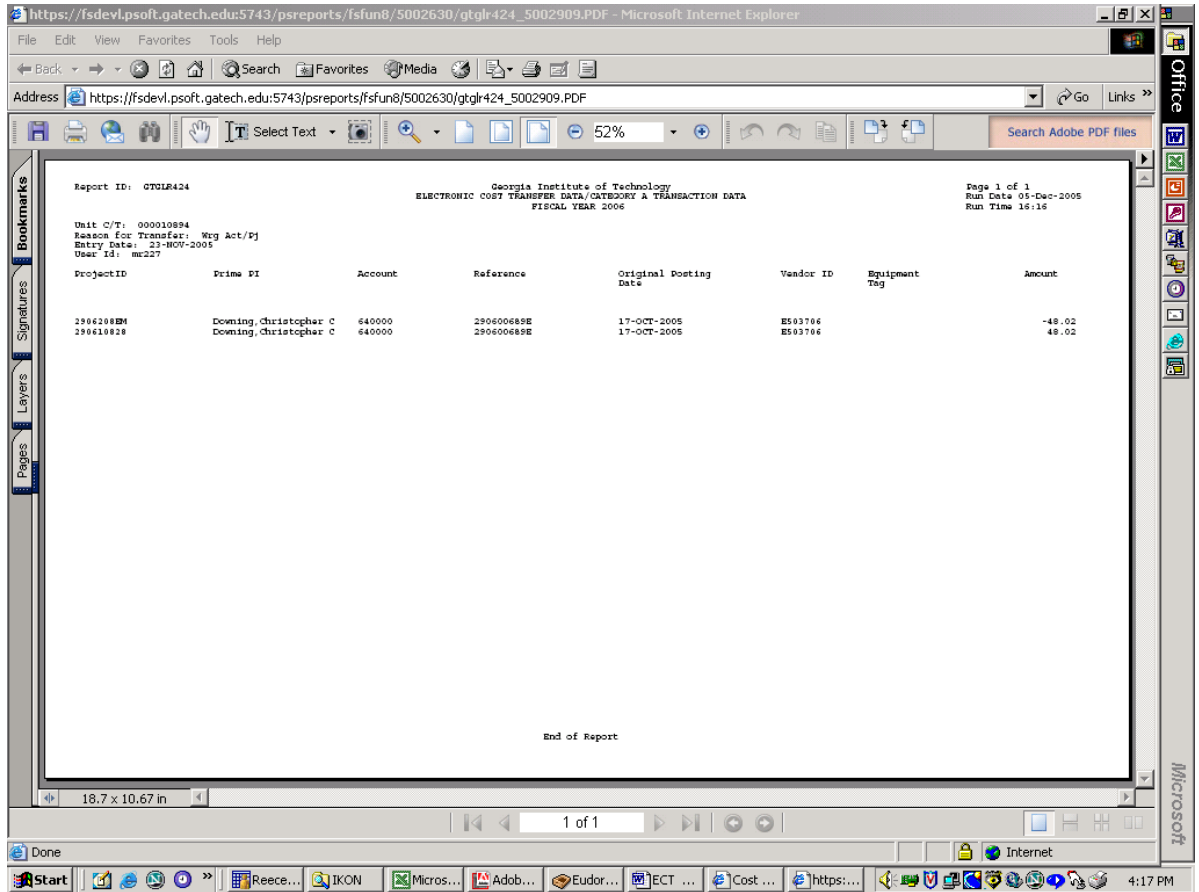 https://fsdevl.psoft.gatech.edu:5743/psreports/fsfun8/5002630/gtglr424_5002909.PDF - Microsoft Internet Explorer
File Edit View Favorites Tools Help
Back Search Favorites Media
Address https://fsdevl.psoft.gatech.edu:5743/psreports/fsfun8/5002630/gtglr424_5002909.PDF Go Links »
Select Text 52% Search Adobe PDF files
Office
Bookmarks
Signatures
Layers
Pages
Report ID: GTGLR424 Georgia Institute of Technology Page 1 of 1
ELECTRONIC COST TRANSFER DATA/CATEGORY A TRANSACTION DATA Run Date 05-Dec-2005
FISCAL YEAR 2006 Run Time 16:16
Unit C/T: 000010894
Reason for Transfer: Wrg Act/Pj
Entry Date: 23-NOV-2005
User Id: mr227
ProjectID Prime PI Account Reference Original Posting Vendor ID Equipment Amount
Date Tag
2906208EM Downing,Christopher C 640000 290600689E 17-OCT-2005 E503706 -48.02
290610828 Downing,Christopher C 640000 290600689E 17-OCT-2005 E503706 48.02
End of Report
18.7 x 10.67 in
1 of 1
Microsoft
Done Internet
Start » Reece... IKON Micros... Adob... Eudor... ECT ... Cost ... https:... 4:17 PM